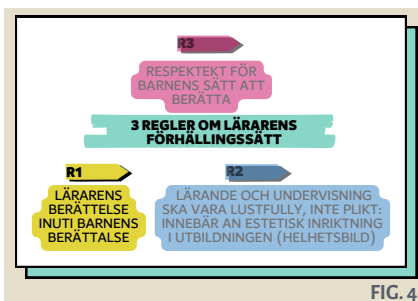 R3
RESPEKTEKT FÖR
BARNENS SÄTT ATT
BERÄTTA
3 REGLER OM LÄRARENS
FÖRHÄLLINGSSÄTT
R1
LÄRARENS
BERÄTTELSE
INUTI BARNENS
BERÄTTALSE
R2
LÄRANDE OCH UNDERVISNING
SKA VARA LUSTFULLY, INTE PLIKT:
INNEBÄR AN ESTETISK INRIKTNING
I UTBILDNINGEN (HELHETSBILD)
FIG. 4